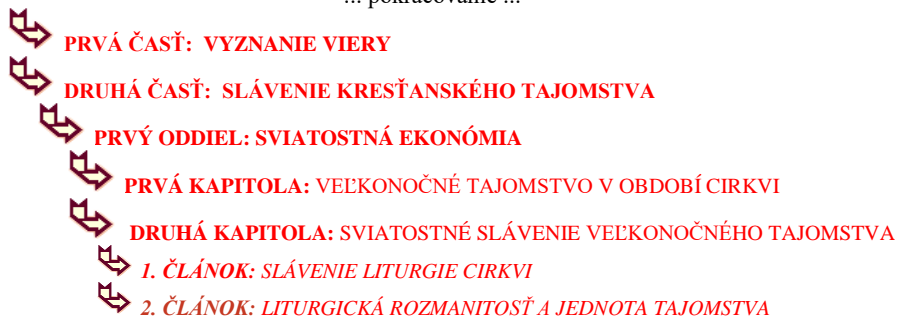 ... pokračovanie ...
PRVÁ ČASŤ: VYZNANIE VIERY
DRUHÁ ČASŤ: SLÁVENIE KRESŤANSKÉHO TAJOMSTVA
PRVÝ ODDIEL: SVIATOSTNÁ EKONÓMIA
PRVÁ KAPITOLA: VEĽKONOČNÉ TAJOMSTVO V OBDOBÍ CIRKVI
DRUHÁ KAPITOLA: SVIATOSTNÉ SLÁVENIE VEĽKONOČNÉHO TAJOMSTVA
1. ČLÁNOK: SLÁVENIE LITURGIE CIRKVI
2. ČLÁNOK: LITURGICKÁ ROZMANITOSŤ A JEDNOTA TAJOMSTVA